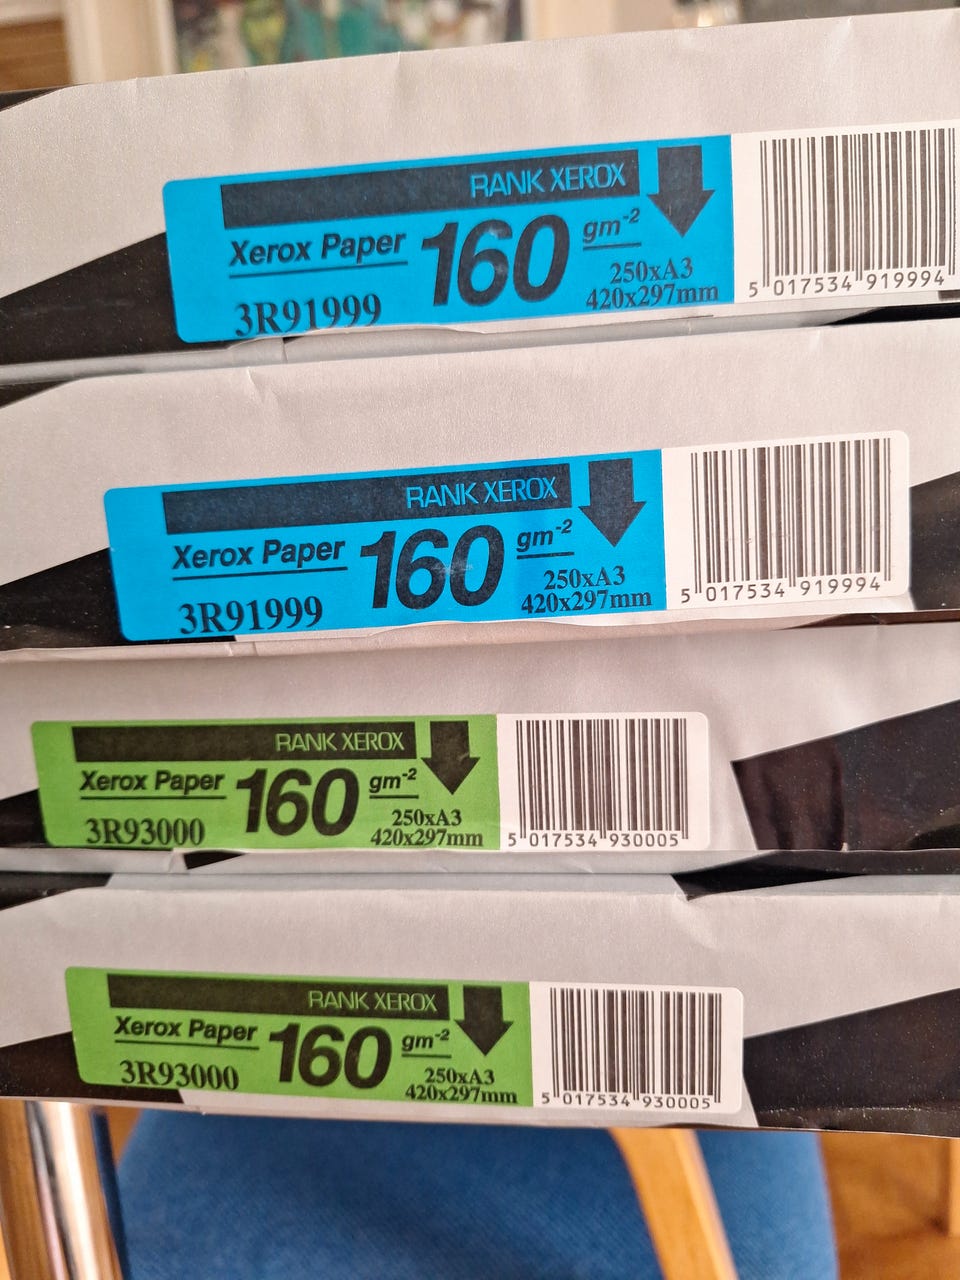 RANK XEROX
Xerox Paper 160 gm-2
250xA3
3R91999 420x297mm
5 017534 919994
RANK XEROX
Xerox Paper 160 gm-2
250xA3
3R91999 420x297mm
5 017534 919994
RANK XEROX
Xerox Paper 160 gm-2
250xA3
3R93000 420x297mm
5 017534 930005
RANK XEROX
Xerox Paper 160 gm-2
250xA3
3R93000 420x297mm
5 017534 930005